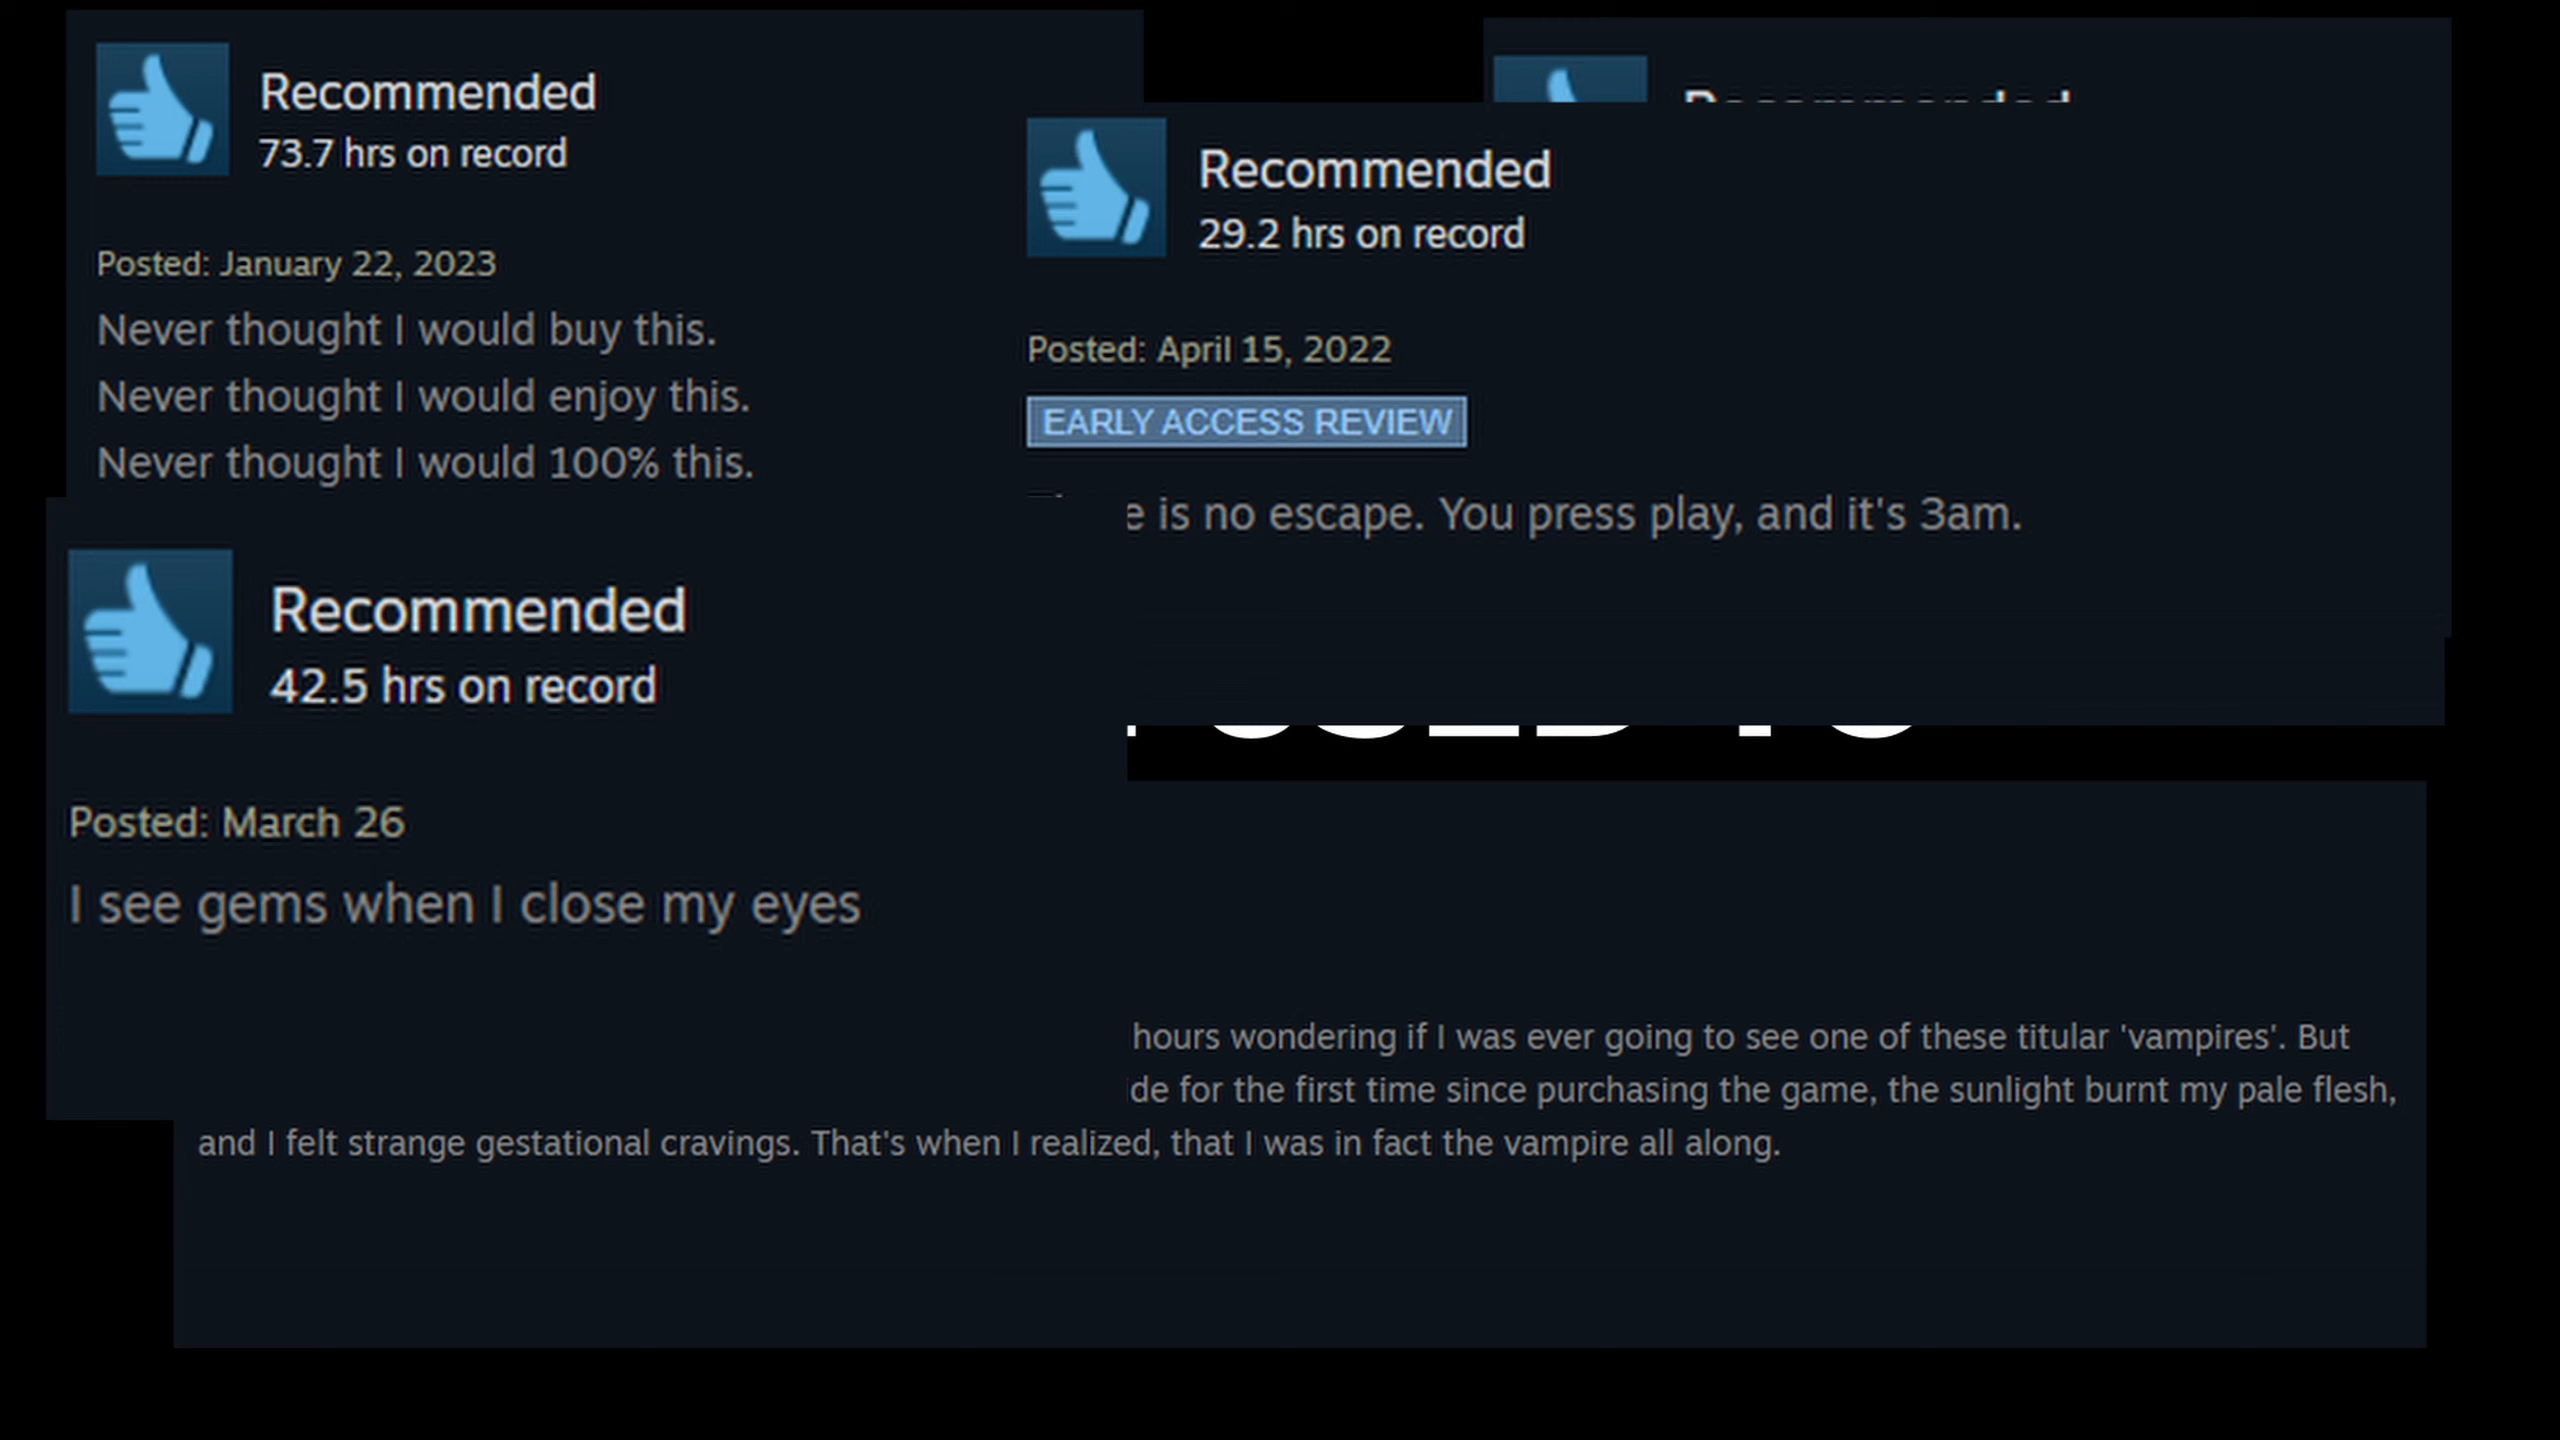 Recommended
73.7 hrs on record
Posted: January 22, 2023
Never thought I would buy this.
Never thought I would enjoy this.
Never thought I would 100% this.
Recommended
Recommended
29.2 hrs on record
Posted: April 15, 2022
EARLY ACCESS REVIEW
e is no escape. You press play, and it's 3am.
Recommended
42.5 hrs on record
Posted: March 26
I see gems when I close my eyes
hours wondering if I was ever going to see one of these titular 'vampires'. But
de for the first time since purchasing the game, the sunlight burnt my pale flesh,
and I felt strange gestational cravings. That's when I realized, that I was in fact the vampire all along.